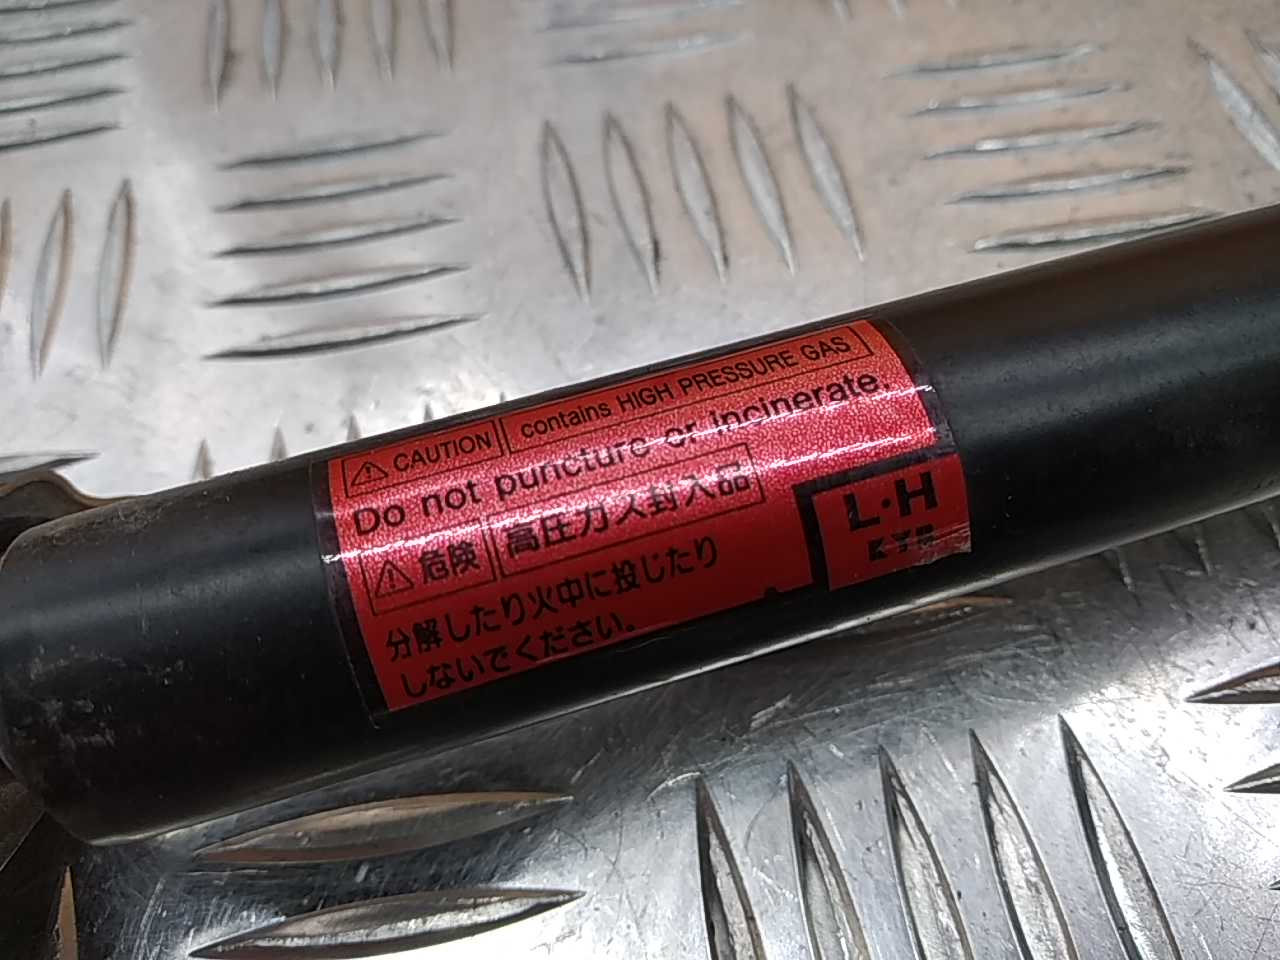 ⚠ CAUTION contains HIGH PRESSURE GAS
Do not puncture or incinerate.
⚠ 危険 高圧ガス封入品
分解したり火中に投じたり
しないでください.
L·H
KYB